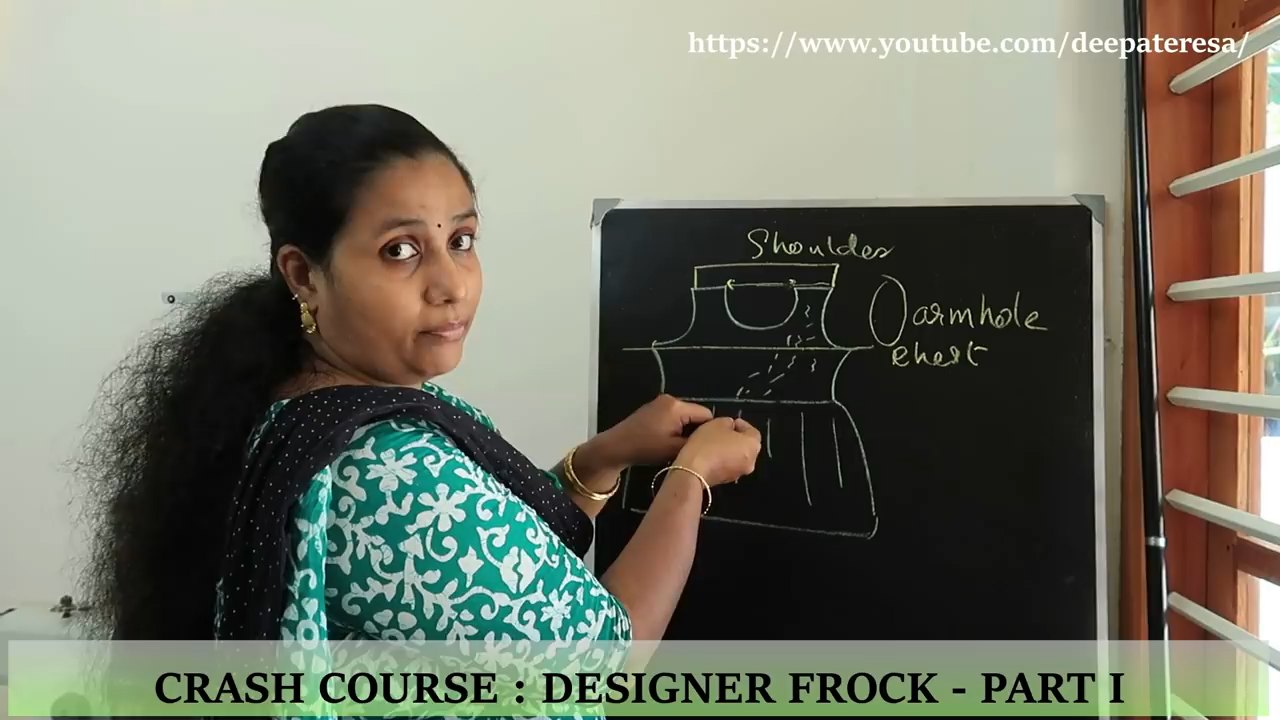 https://www.youtube.com/deepateresa/
Shoulder
armhole
chest
CRASH COURSE : DESIGNER FROCK - PART I